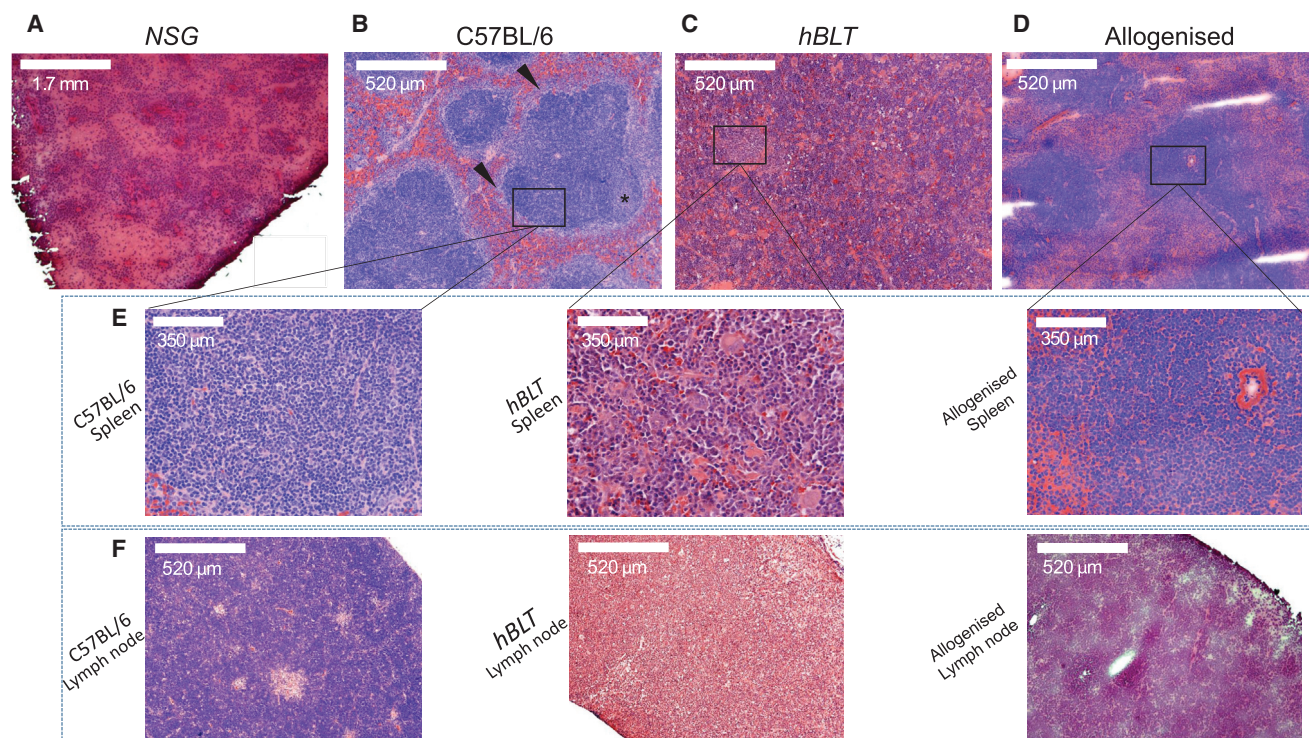 A
NSG
B
C57BL/6
C
hBLT
D
Allogenised
1.7 mm
520 µm
520 µm
520 µm
*
E
350 µm
350 µm
350 µm
C57BL/6
Spleen
hBLT
Spleen
Allogenised
Spleen
F
520 µm
520 µm
520 µm
C57BL/6
Lymph node
hBLT
Lymph node
Allogenised
Lymph node